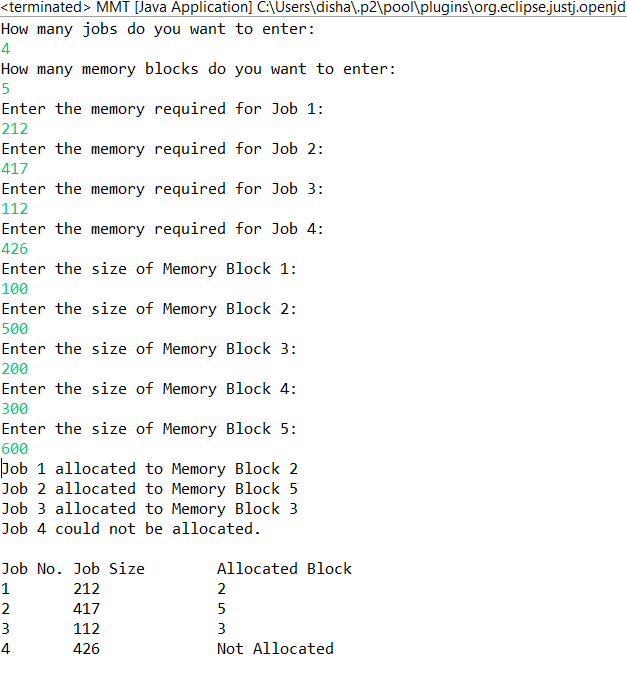 <terminated> MMT [Java Application] C:\Users\disha\.p2\pool\plugins\org.eclipse.justj.openjd
How many jobs do you want to enter:
4
How many memory blocks do you want to enter:
5
Enter the memory required for Job 1:
212
Enter the memory required for Job 2:
417
Enter the memory required for Job 3:
112
Enter the memory required for Job 4:
426
Enter the size of Memory Block 1:
100
Enter the size of Memory Block 2:
500
Enter the size of Memory Block 3:
200
Enter the size of Memory Block 4:
300
Enter the size of Memory Block 5:
600
Job 1 allocated to Memory Block 2
Job 2 allocated to Memory Block 5
Job 3 allocated to Memory Block 3
Job 4 could not be allocated.
Job No. Job Size        Allocated Block
1       212             2
2       417             5
3       112             3
4       426             Not Allocated